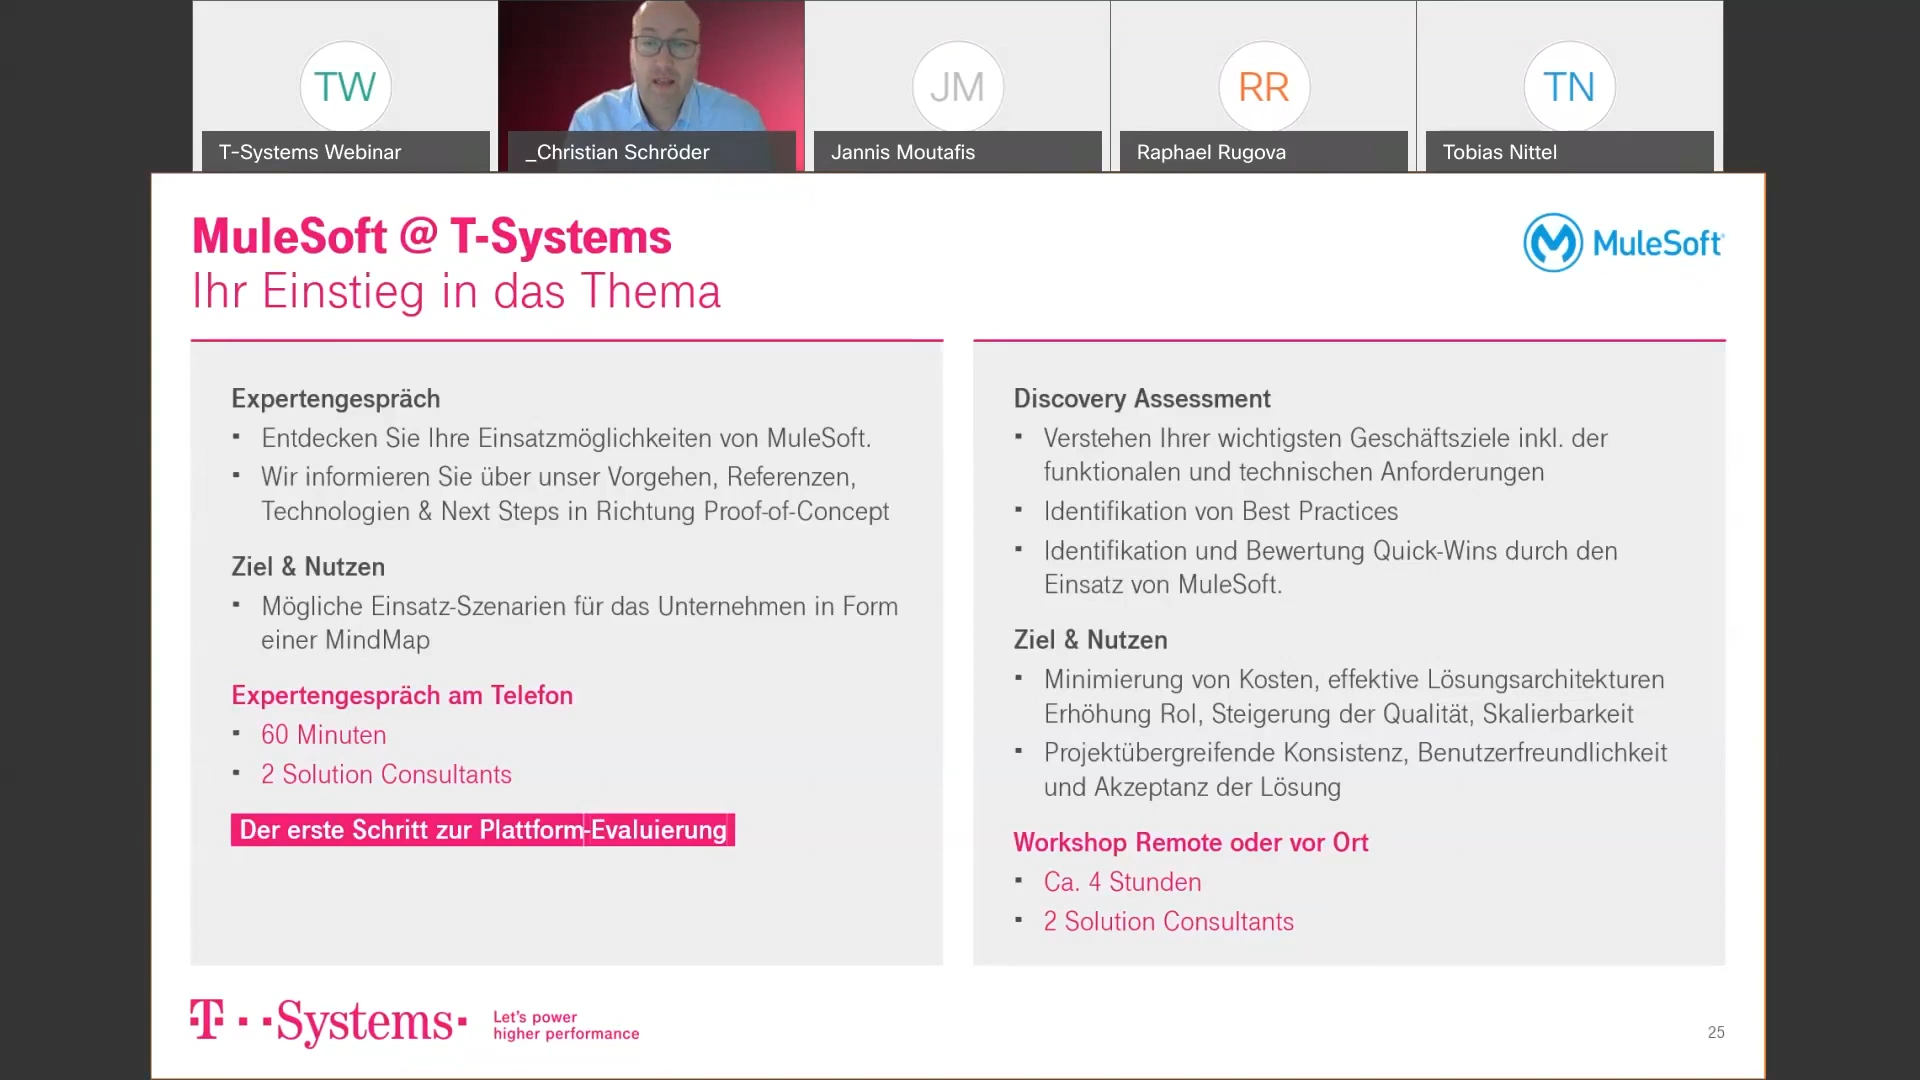 TW
JM
RR
TN
T-Systems Webinar
_Christian Schröder
Jannis Moutafis
Raphael Rugova
Tobias Nittel
MuleSoft @ T-Systems
Ihr Einstieg in das Thema
MuleSoft
Expertengespräch
▪ Entdecken Sie Ihre Einsatzmöglichkeiten von MuleSoft.
▪ Wir informieren Sie über unser Vorgehen, Referenzen,
Technologien & Next Steps in Richtung Proof-of-Concept
Ziel & Nutzen
▪ Mögliche Einsatz-Szenarien für das Unternehmen in Form
einer MindMap
Expertengespräch am Telefon
▪ 60 Minuten
▪ 2 Solution Consultants
Der erste Schritt zur Plattform-Evaluierung
Discovery Assessment
▪ Verstehen Ihrer wichtigsten Geschäftsziele inkl. der
funktionalen und technischen Anforderungen
▪ Identifikation von Best Practices
▪ Identifikation und Bewertung Quick-Wins durch den
Einsatz von MuleSoft.
Ziel & Nutzen
▪ Minimierung von Kosten, effektive Lösungsarchitekturen
Erhöhung RoI, Steigerung der Qualität, Skalierbarkeit
▪ Projektübergreifende Konsistenz, Benutzerfreundlichkeit
und Akzeptanz der Lösung
Workshop Remote oder vor Ort
▪ Ca. 4 Stunden
▪ 2 Solution Consultants
T··Systems·
Let's power
higher performance
25